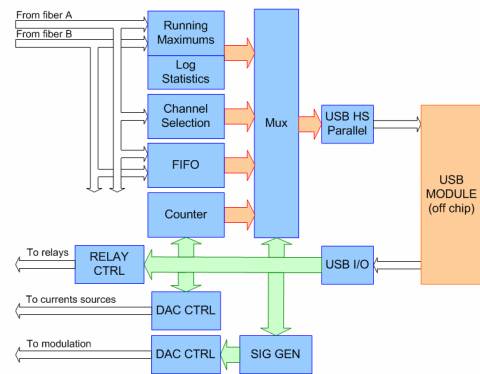 From fiber A
From fiber B
Running
Maximums
Log
Statistics
Channel
Selection
FIFO
Counter
Mux
USB HS
Parallel
USB
MODULE
(off chip)
To relays
RELAY
CTRL
USB I/O
To currents sources
DAC CTRL
To modulation
DAC CTRL
SIG GEN